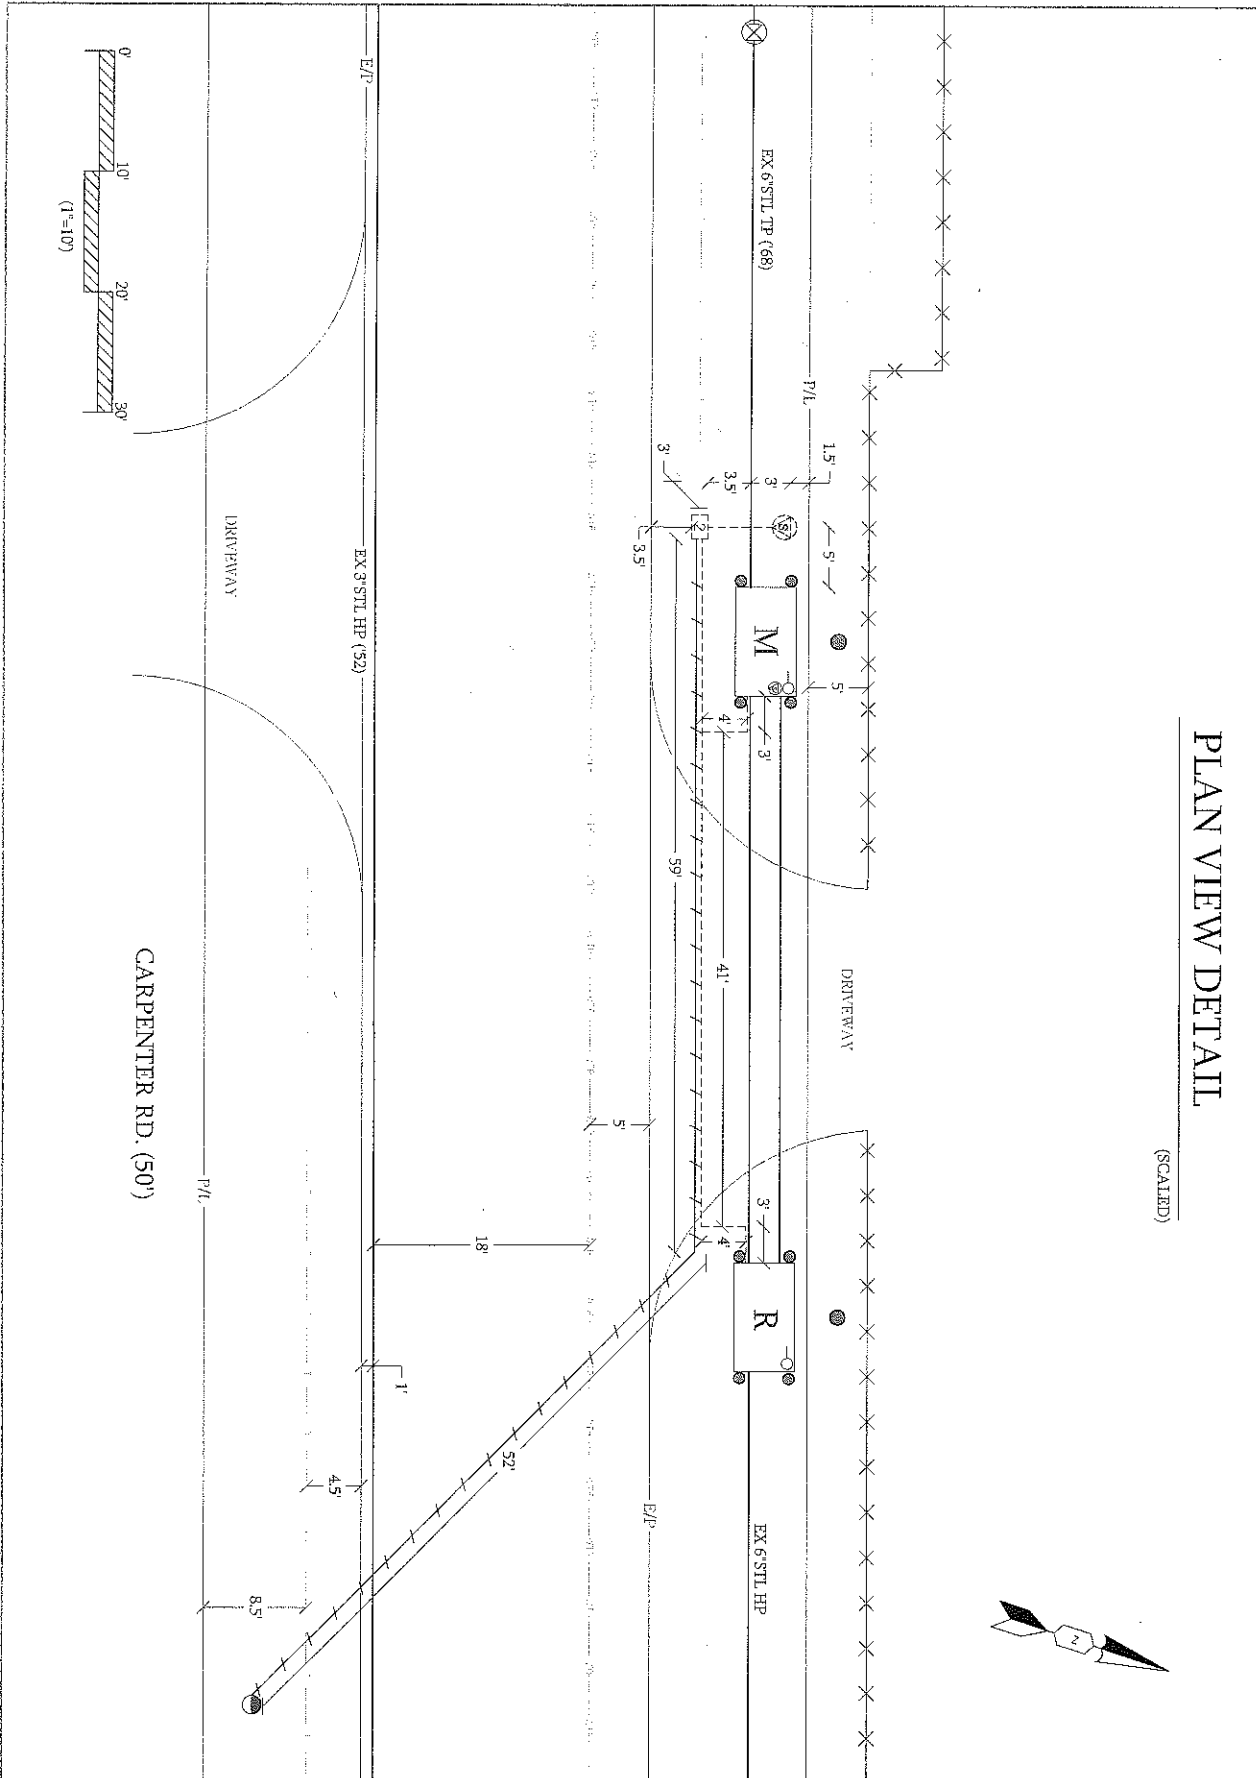 PLAN VIEW DETAIL
(SCALED)
N
EX 6"STL TP ('68)
P/L
1.5'
3'
3.5'
3'
3.5'
2
S
5'
M
5'
3'
4'
DRIVEWAY
41'
59'
5'
3'
4'
R
EX 6"STL HP
E/P
52'
18'
1'
4.5'
8.5'
E/P
EX 3"STL HP ('52)
DRIVEWAY
P/L
CARPENTER RD. (50')
0'
10'
20'
30'
(1"=10')